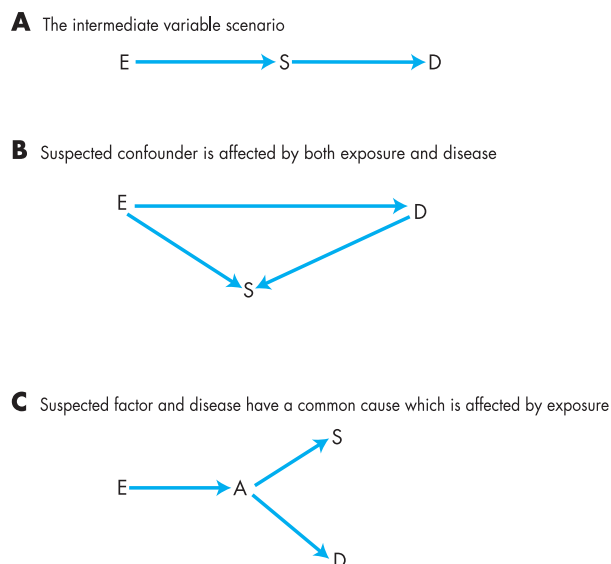 A The intermediate variable scenario
E S D
B Suspected confounder is affected by both exposure and disease
E D
S
C Suspected factor and disease have a common cause which is affected by exposure
S
E A
D